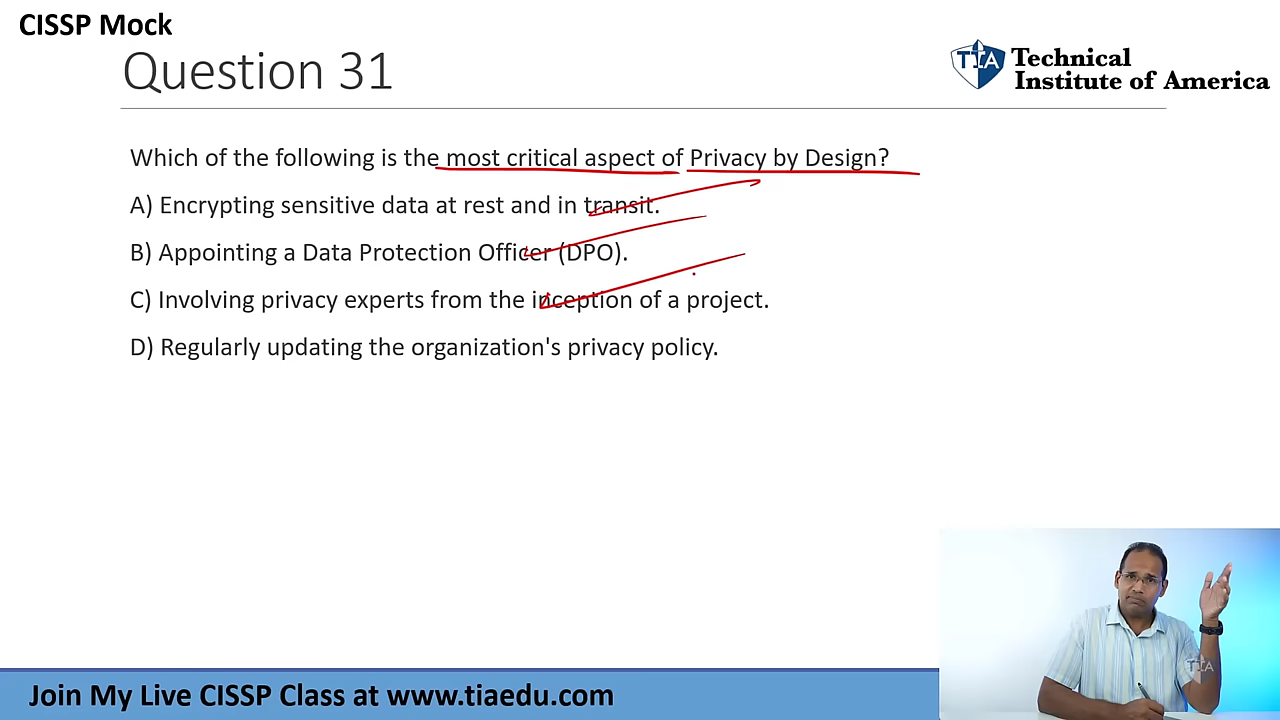 CISSP Mock
Question 31
Technical
Institute of America
TIA
Which of the following is the most critical aspect of Privacy by Design?
A) Encrypting sensitive data at rest and in transit.
B) Appointing a Data Protection Officer (DPO).
C) Involving privacy experts from the inception of a project.
D) Regularly updating the organization's privacy policy.
TIA
Join My Live CISSP Class at www.tiaedu.com